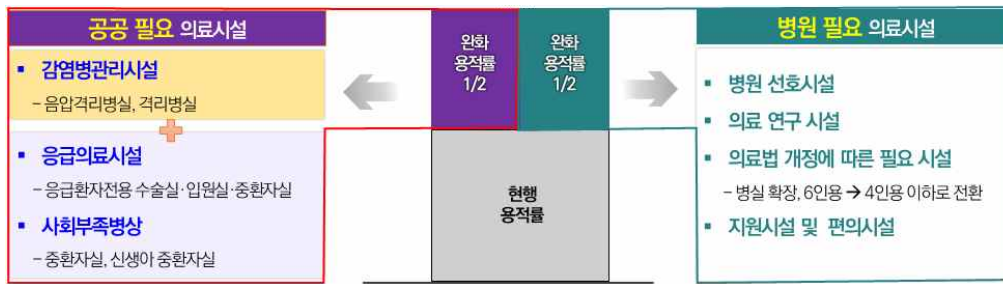 공공 필요 의료시설
▪ 감염병관리시설
– 음압격리병실, 격리병실
▪ 응급의료시설
– 응급환자전용 수술실·입원실·중환자실
▪ 사회부족병상
– 중환자실, 신생아 중환자실
완화
용적률
1/2
완화
용적률
1/2
현행
용적률
병원 필요 의료시설
▪ 병원 선호시설
▪ 의료 연구 시설
▪ 의료법 개정에 따른 필요 시설
– 병실 확장, 6인용 → 4인용 이하로 전환
▪ 지원시설 및 편의시설